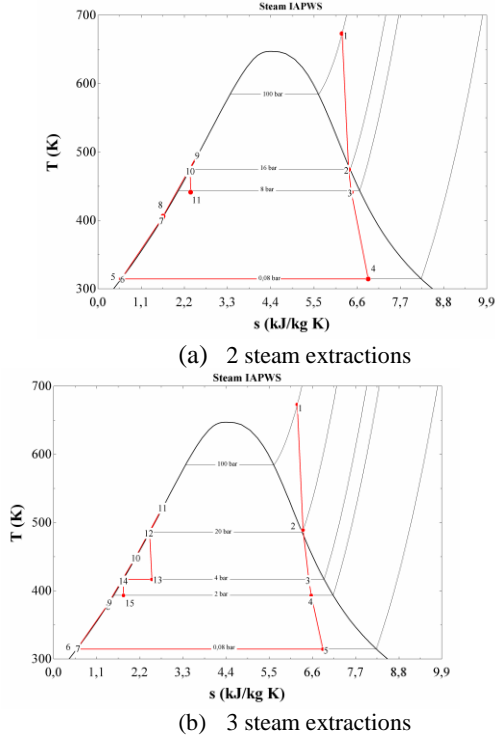 Steam IAPWS
700
600
500
400
300
T (K)
100 bar
16 bar
8 bar
0,08 bar
1
2
3
4
5
6
7
8
9
10
11
0,0 1,1 2,2 3,3 4,4 5,5 6,6 7,7 8,8 9,9
s (kJ/kg K)
(a) 2 steam extractions
Steam IAPWS
700
600
500
400
300
T (K)
100 bar
20 bar
4 bar
2 bar
0,08 bar
1
2
3
4
5
6
7
9
10
11
12
13
14
15
0,0 1,1 2,2 3,3 4,4 5,5 6,6 7,7 8,8 9,9
s (kJ/kg K)
(b) 3 steam extractions